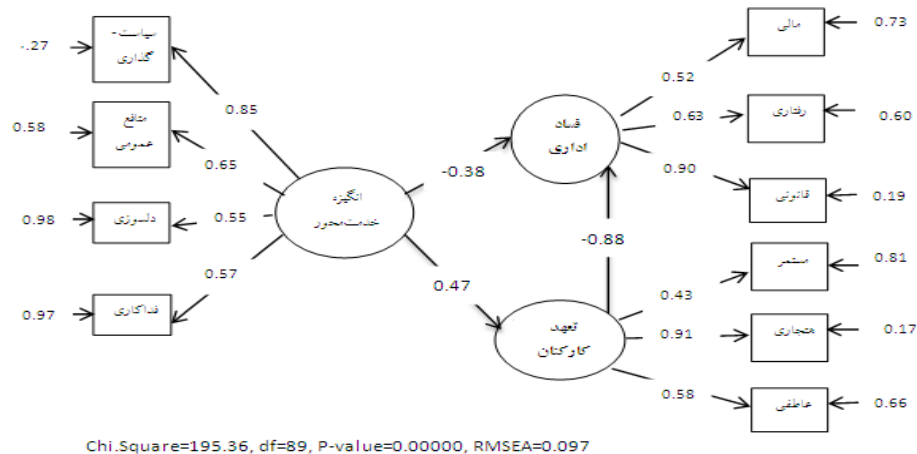 -.27
سیاست-
گذاری
0.85
0.58
منافع
عمومی
0.65
0.98
دلسوزی
0.55
0.97
فداکاری
0.57
انگیزه
خدمت‌محور
-0.38
0.47
فساد
اداری
-0.88
تعهد
کارکنان
0.52
مالی
0.73
0.63
رفتاری
0.60
0.90
قانونی
0.19
0.43
مستمر
0.81
0.91
هنجاری
0.17
0.58
عاطفی
0.66
Chi.Square=195.36, df=89, P-value=0.00000, RMSEA=0.097